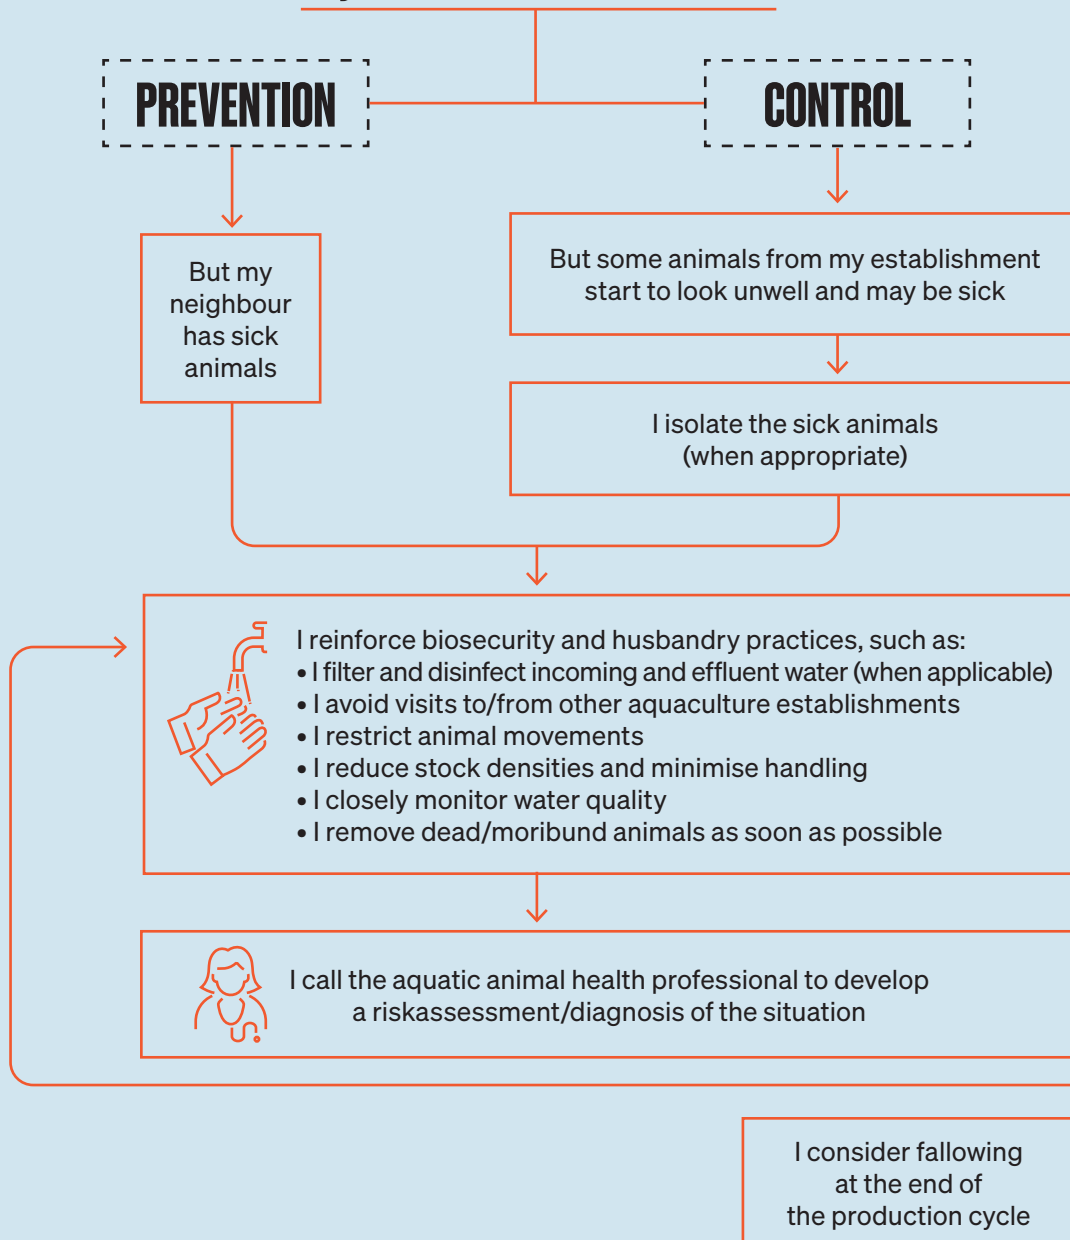 PREVENTION
CONTROL
But my
neighbour
has sick
animals
But some animals from my establishment
start to look unwell and may be sick
I isolate the sick animals
(when appropriate)
I reinforce biosecurity and husbandry practices, such as:
• I filter and disinfect incoming and effluent water (when applicable)
• I avoid visits to/from other aquaculture establishments
• I restrict animal movements
• I reduce stock densities and minimise handling
• I closely monitor water quality
• I remove dead/moribund animals as soon as possible
I call the aquatic animal health professional to develop
a riskassessment/diagnosis of the situation
I consider fallowing
at the end of
the production cycle